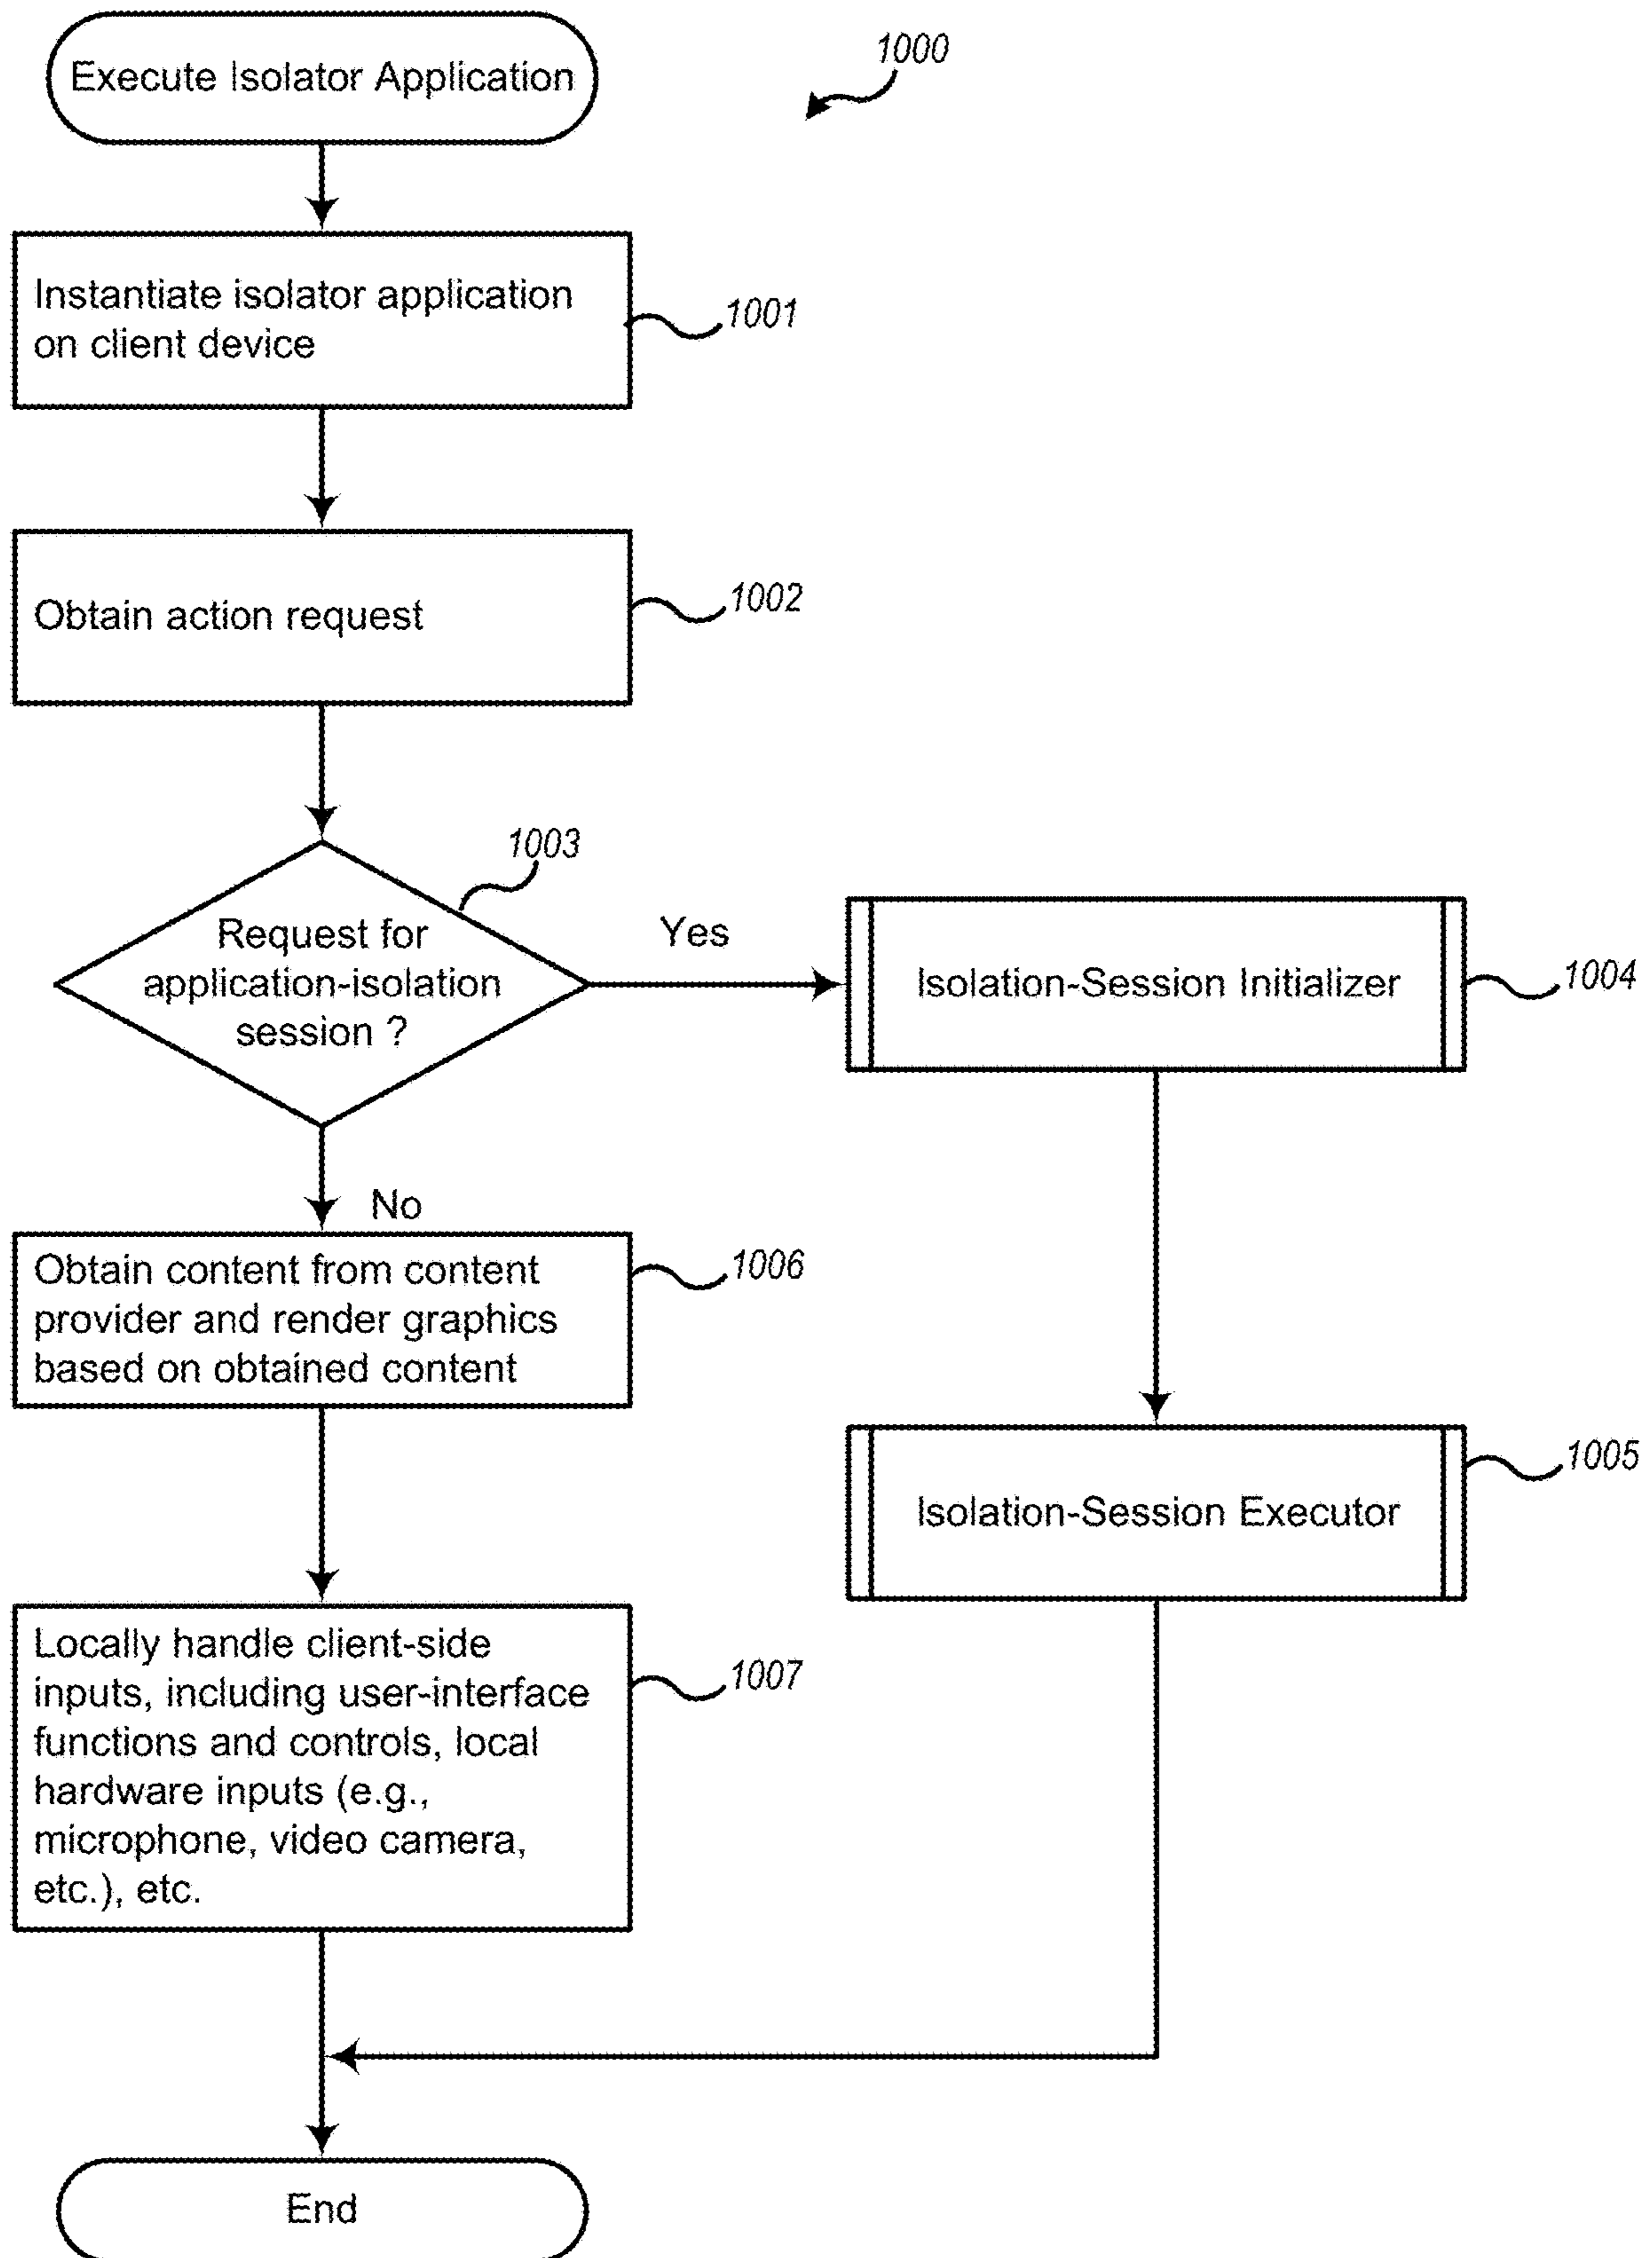 Execute Isolator Application
1000
Instantiate isolator application
on client device
1001
Obtain action request
1002
1003
Request for
application-isolation
session ?
Yes
Isolation-Session Initializer
1004
No
Obtain content from content
provider and render graphics
based on obtained content
1006
Isolation-Session Executor
1005
Locally handle client-side
inputs, including user-interface
functions and controls, local
hardware inputs (e.g.,
microphone, video camera,
etc.), etc.
1007
End